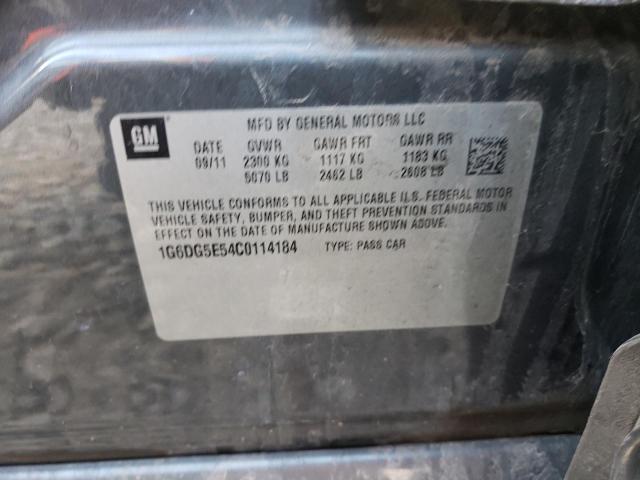 GM
MFD BY GENERAL MOTORS LLC
DATE GVWR GAWR FRT GAWR RR
09/11 2300 KG 1117 KG 1183 KG
5070 LB 2462 LB 2608 LB
THIS VEHICLE CONFORMS TO ALL APPLICABLE U.S. FEDERAL MOTOR
VEHICLE SAFETY, BUMPER, AND THEFT PREVENTION STANDARDS IN
EFFECT ON THE DATE OF MANUFACTURE SHOWN ABOVE.
1G6DG5E54C0114184 TYPE: PASS CAR